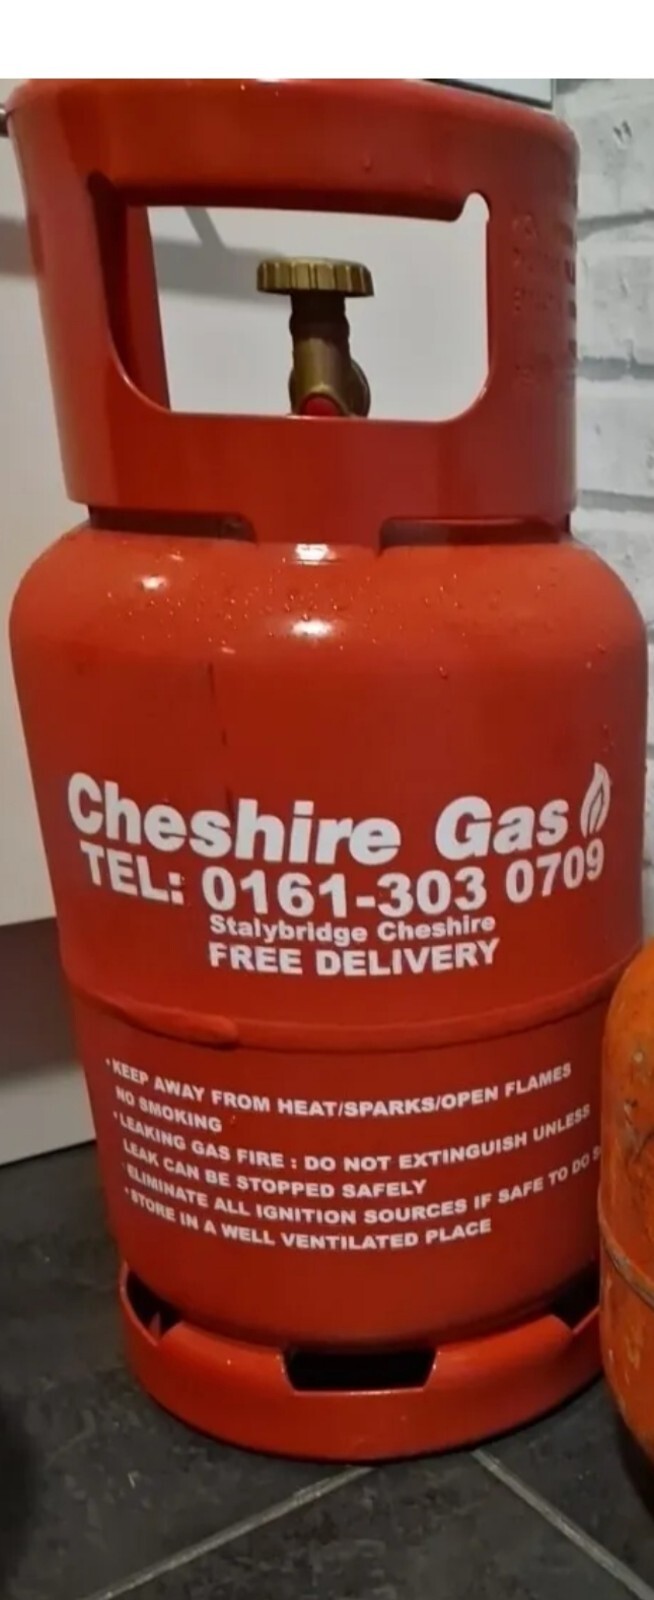 Cheshire Gas
TEL: 0161-303 0709
Stalybridge Cheshire
FREE DELIVERY
• KEEP AWAY FROM HEAT/SPARKS/OPEN FLAMES
NO SMOKING
• LEAKING GAS FIRE : DO NOT EXTINGUISH UNLESS
LEAK CAN BE STOPPED SAFELY
• ELIMINATE ALL IGNITION SOURCES IF SAFE TO DO
• STORE IN A WELL VENTILATED PLACE